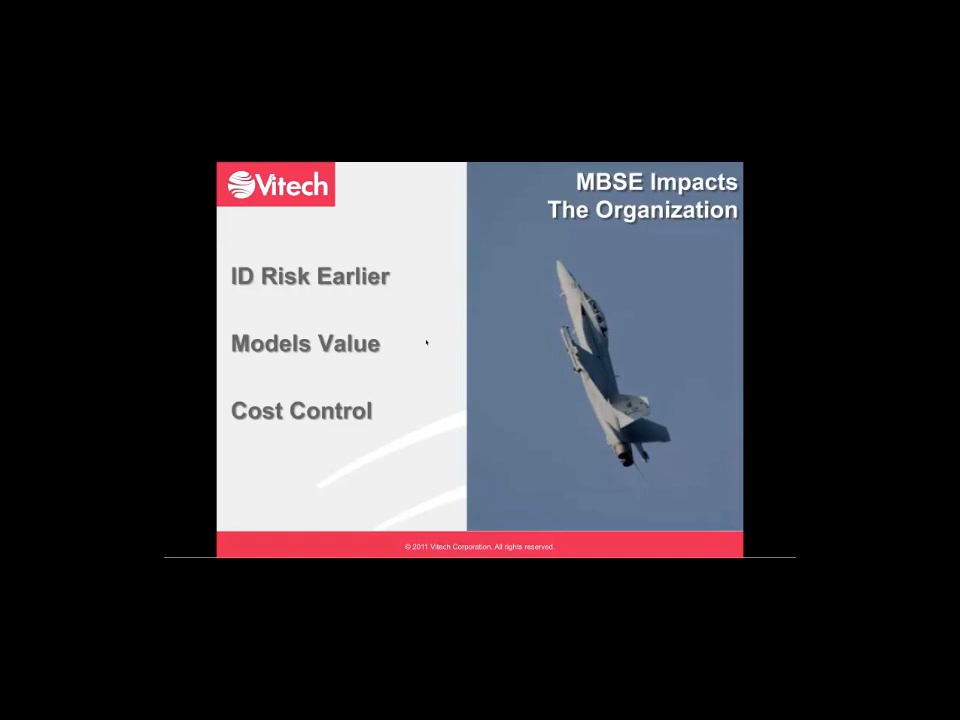 Vitech
MBSE Impacts
The Organization
ID Risk Earlier
Models Value
Cost Control
© 2011 Vitech Corporation. All rights reserved.